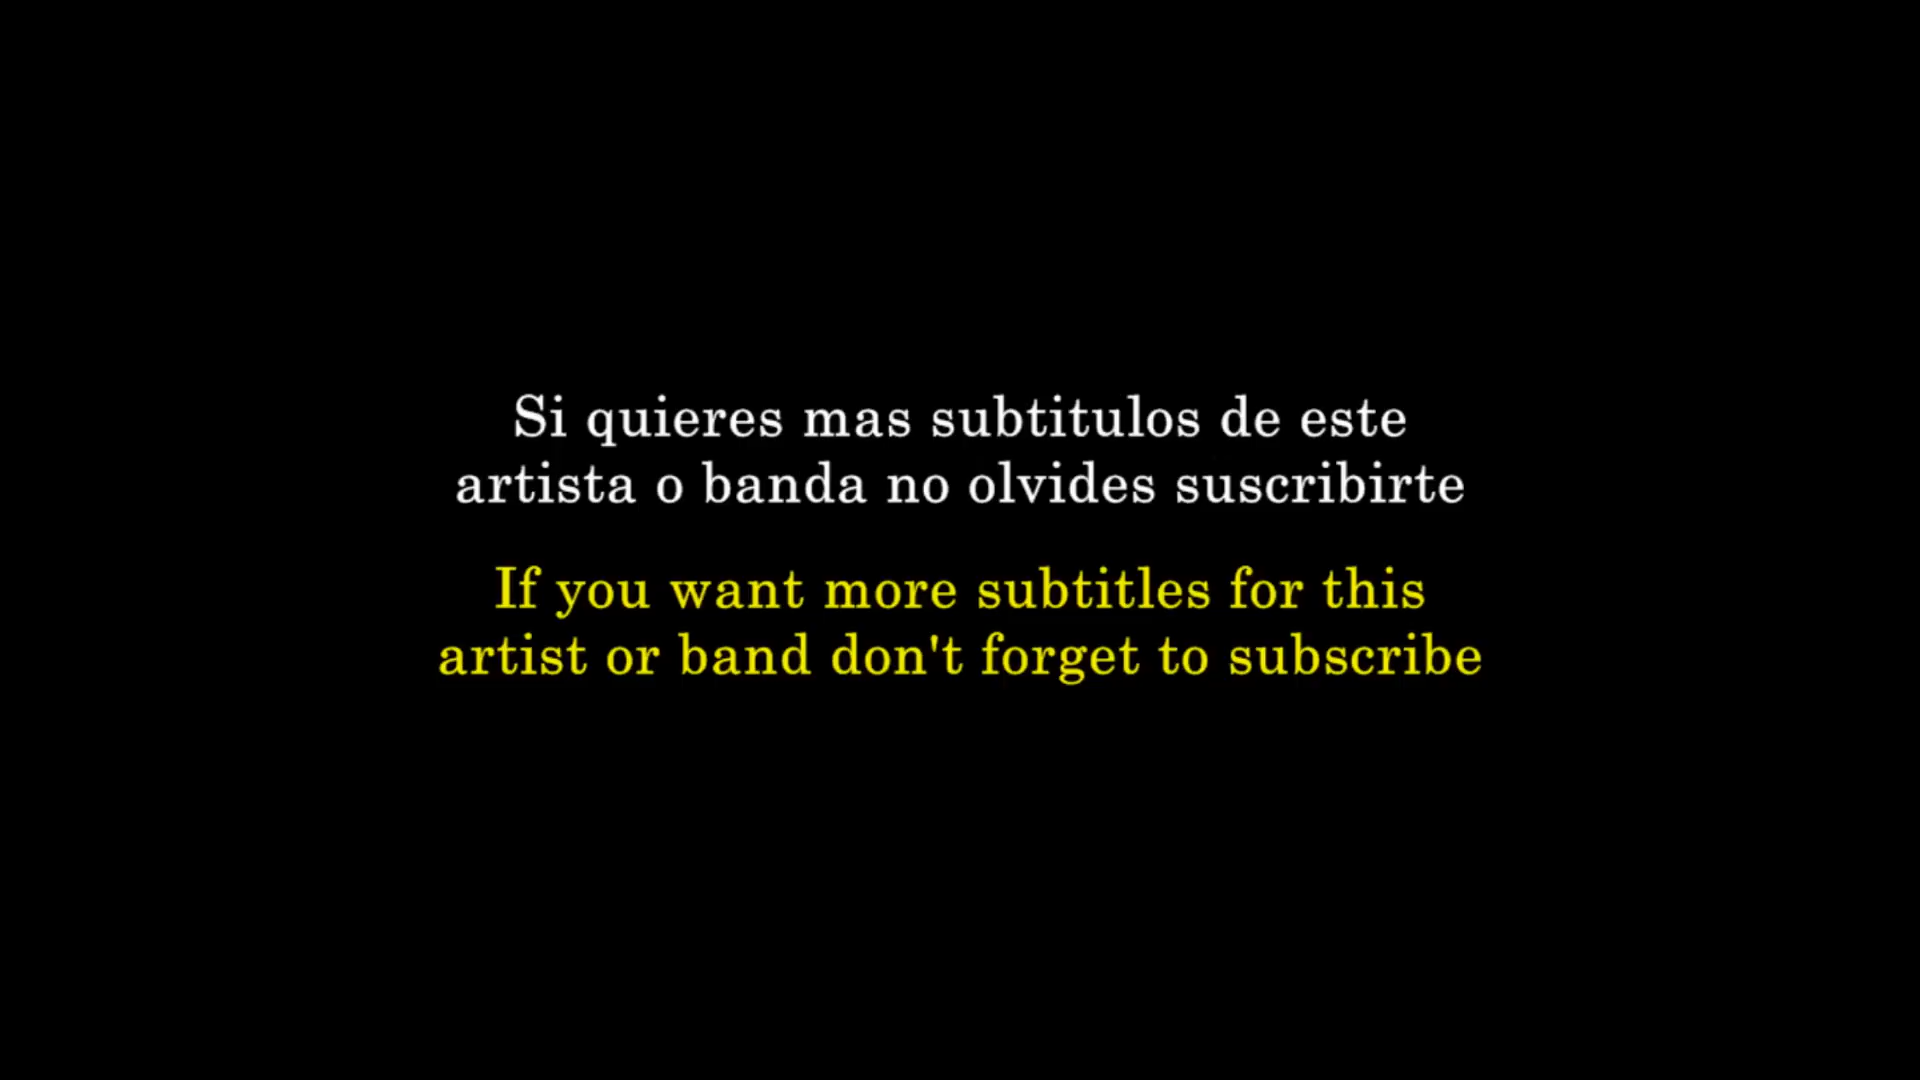 Si quieres mas subtitulos de este
artista o banda no olvides suscribirte
If you want more subtitles for this
artist or band don't forget to subscribe